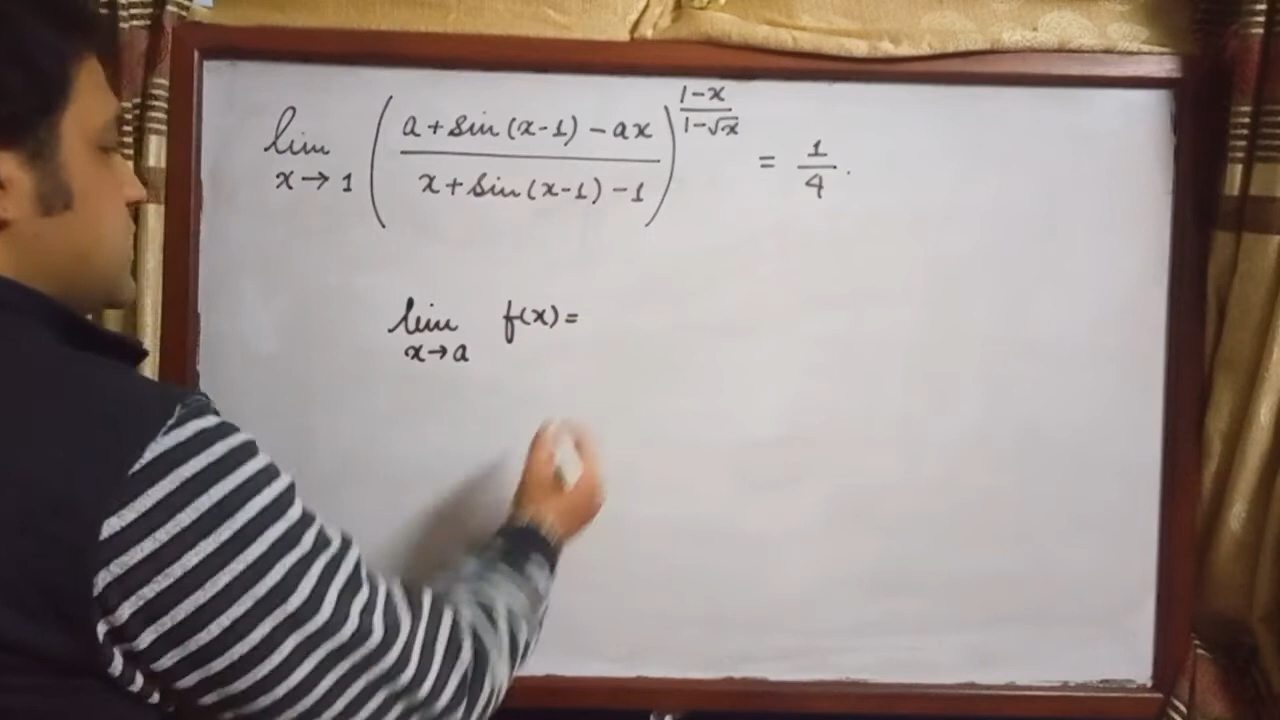 lim x→1 ( (a + sin(x-1) - ax) / (x + sin(x-1) - 1) )^((1-x)/(1-√x)) = 1/4.
lim x→a f(x) =